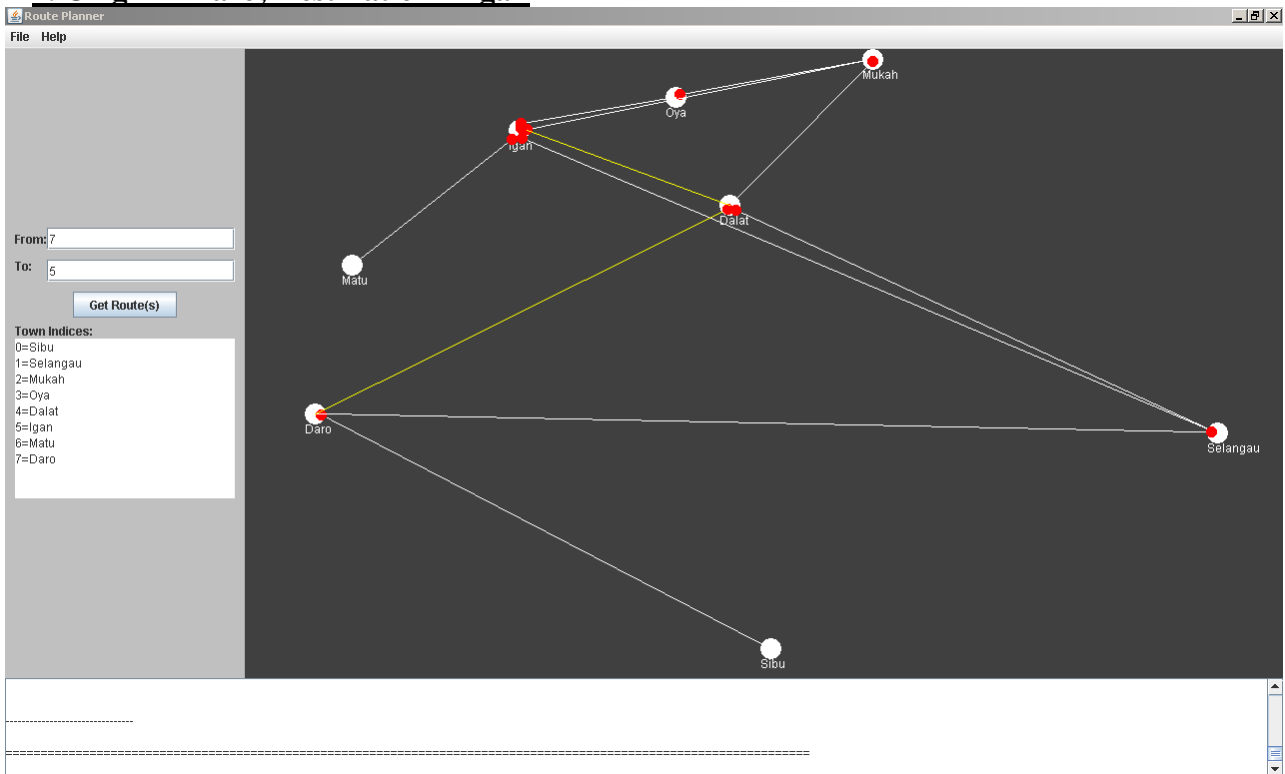 Route Planner
File Help
Mukah
Oya
Igan
Dalat
From: 7
To: 5
Matu
Get Route(s)
Town Indices:
0=Sibu
1=Selangau
2=Mukah
3=Oya
4=Dalat
5=Igan
6=Matu
7=Daro
Daro
Selangau
Sibu